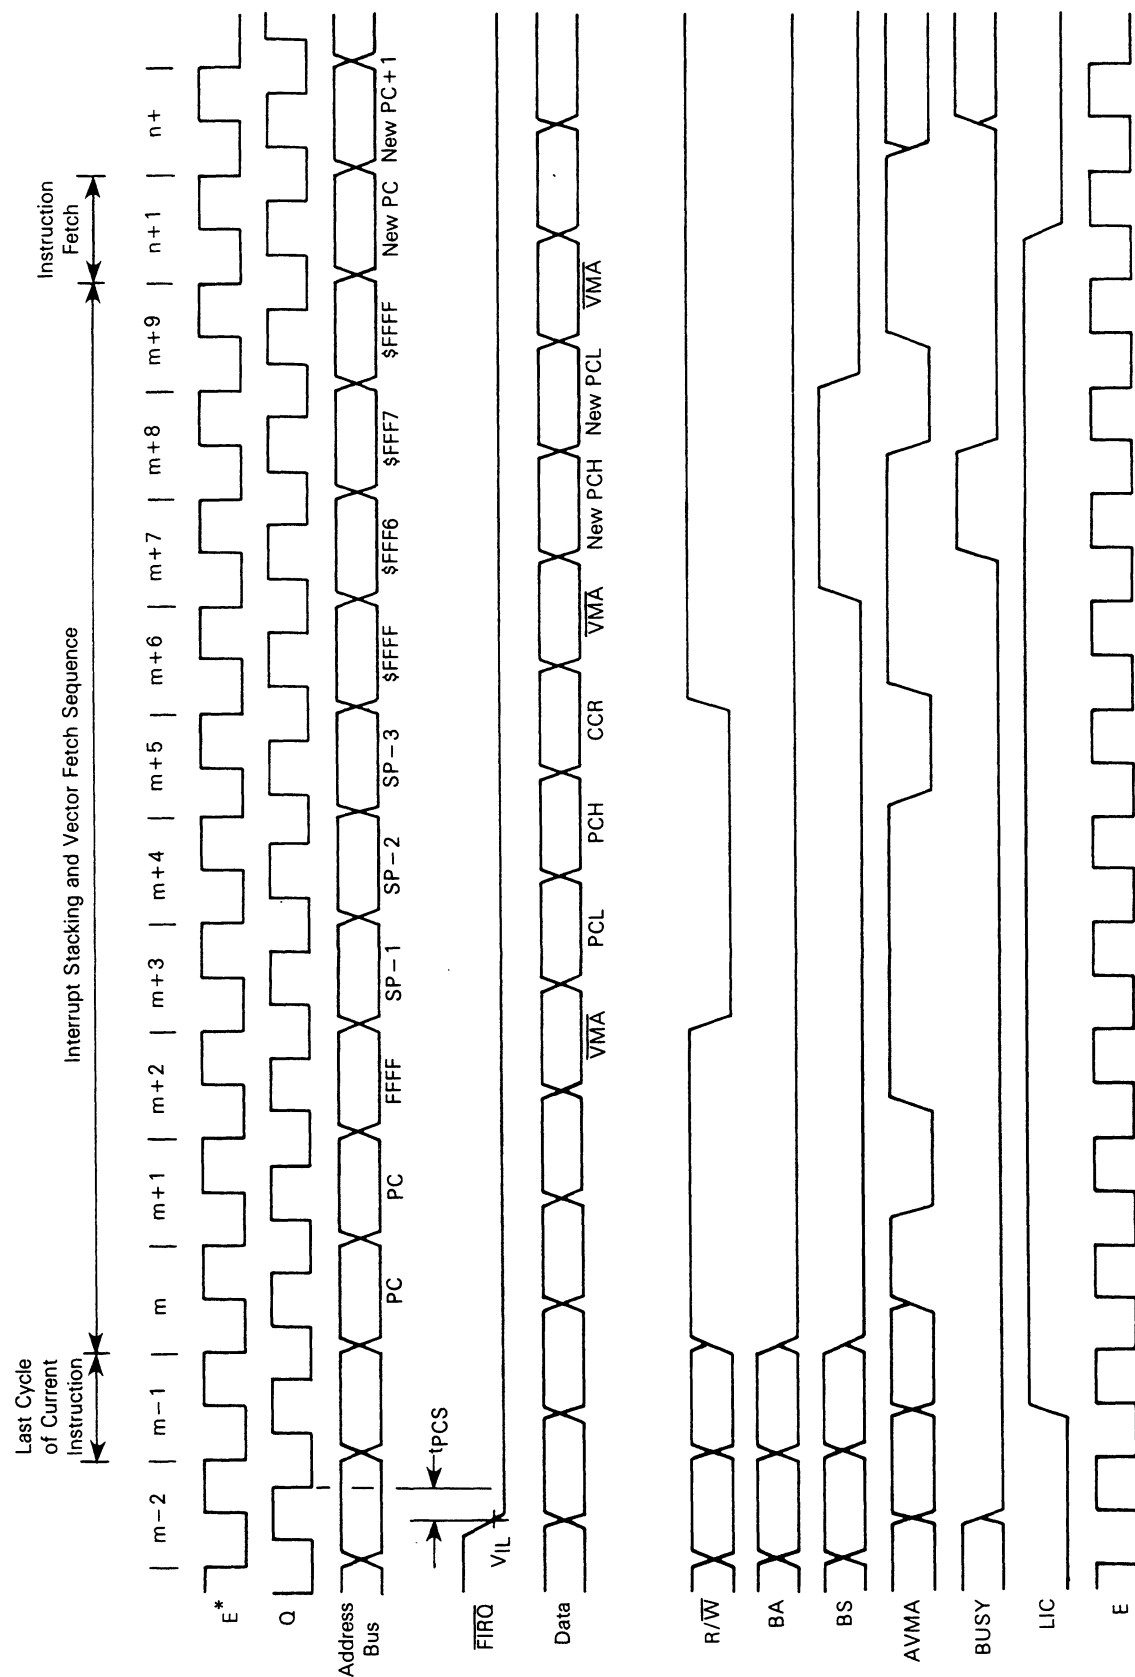 Last Cycle
of Current
Instruction
Interrupt Stacking and Vector Fetch Sequence
Instruction
Fetch
| m-2 | m-1 | m | m+1 | m+2 | m+3 | m+4 | m+5 | m+6 | m+7 | m+8 | m+9 | n+1 | n+ |
E*
Q
Address
Bus
PC PC FFFF SP-1 SP-2 SP-3 $FFFF $FFF6 $FFF7 $FFFF New PC New PC+1
tPCS
FIRQ
VIL
Data
VMA PCL PCH CCR VMA New PCH New PCL VMA
R/W
BA
BS
AVMA
BUSY
LIC
E